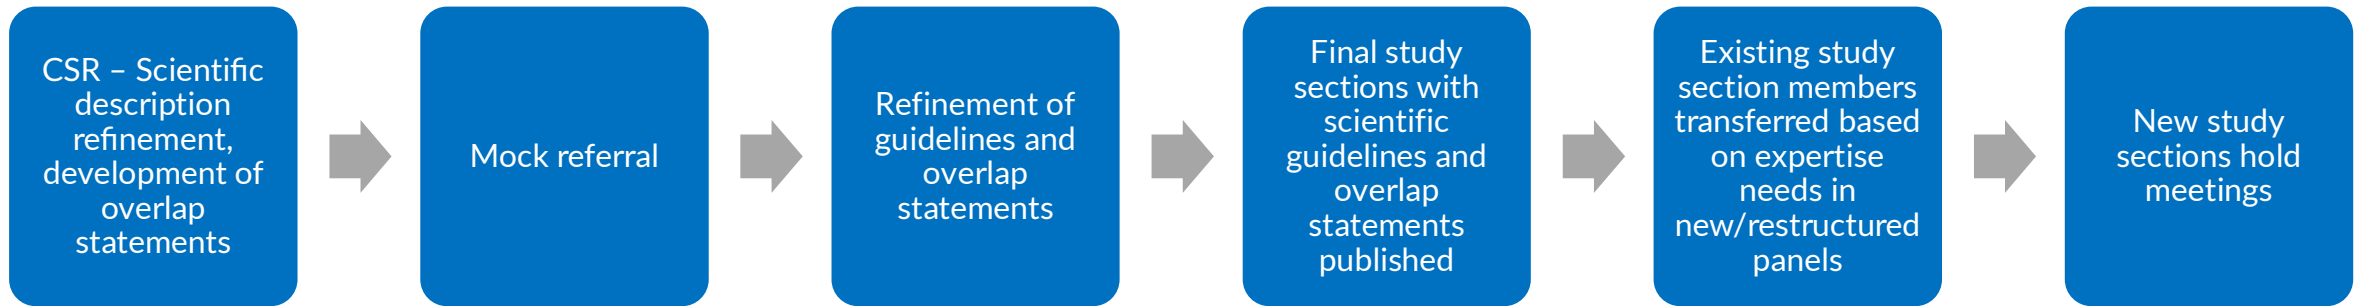 CSR – Scientific
description
refinement,
development of
overlap
statements
Mock referral
Refinement of
guidelines and
overlap
statements
Final study
sections with
scientific
guidelines and
overlap
statements
published
Existing study
section members
transferred based
on expertise
needs in
new/restructured
panels
New study
sections hold
meetings